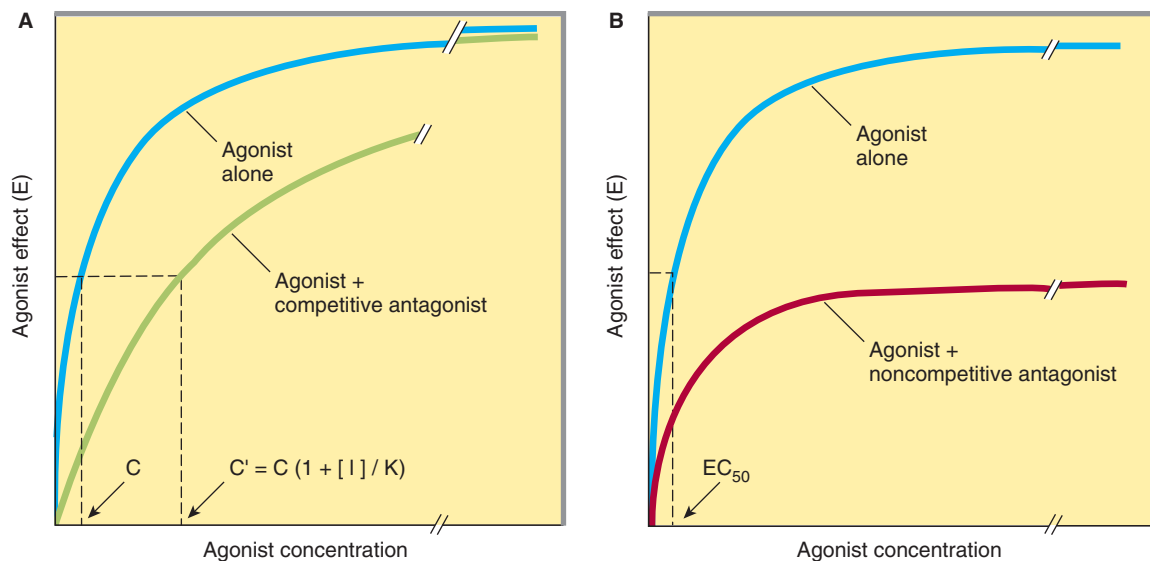 A
Agonist effect (E)
Agonist
alone
Agonist +
competitive antagonist
C
C' = C (1 + [ I ] / K)
Agonist concentration
B
Agonist effect (E)
Agonist
alone
Agonist +
noncompetitive antagonist
EC50
Agonist concentration